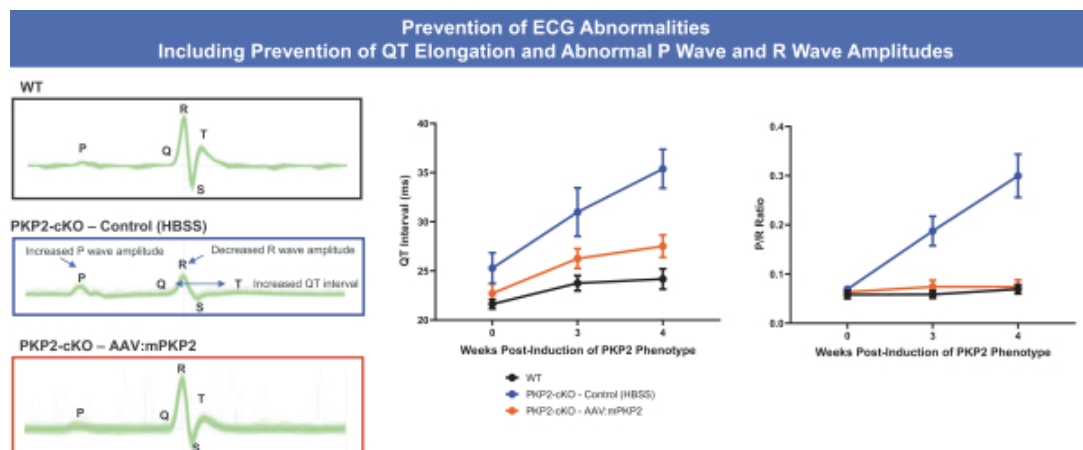 Prevention of ECG Abnormalities
Including Prevention of QT Elongation and Abnormal P Wave and R Wave Amplitudes
WT
P
Q
R
S
T
PKP2-cKO – Control (HBSS)
Increased P wave amplitude
Decreased R wave amplitude
P
R
Q
T
Increased QT interval
S
PKP2-cKO – AAV:mPKP2
P
Q
R
T
S
QT Interval (ms)
40
35
30
25
20
0
3
4
Weeks Post-Induction of PKP2 Phenotype
WT
PKP2-cKO - Control (HBSS)
PKP2-cKO - AAV:mPKP2
P/R Ratio
0.4
0.3
0.2
0.1
0.0
0
3
4
Weeks Post-Induction of PKP2 Phenotype